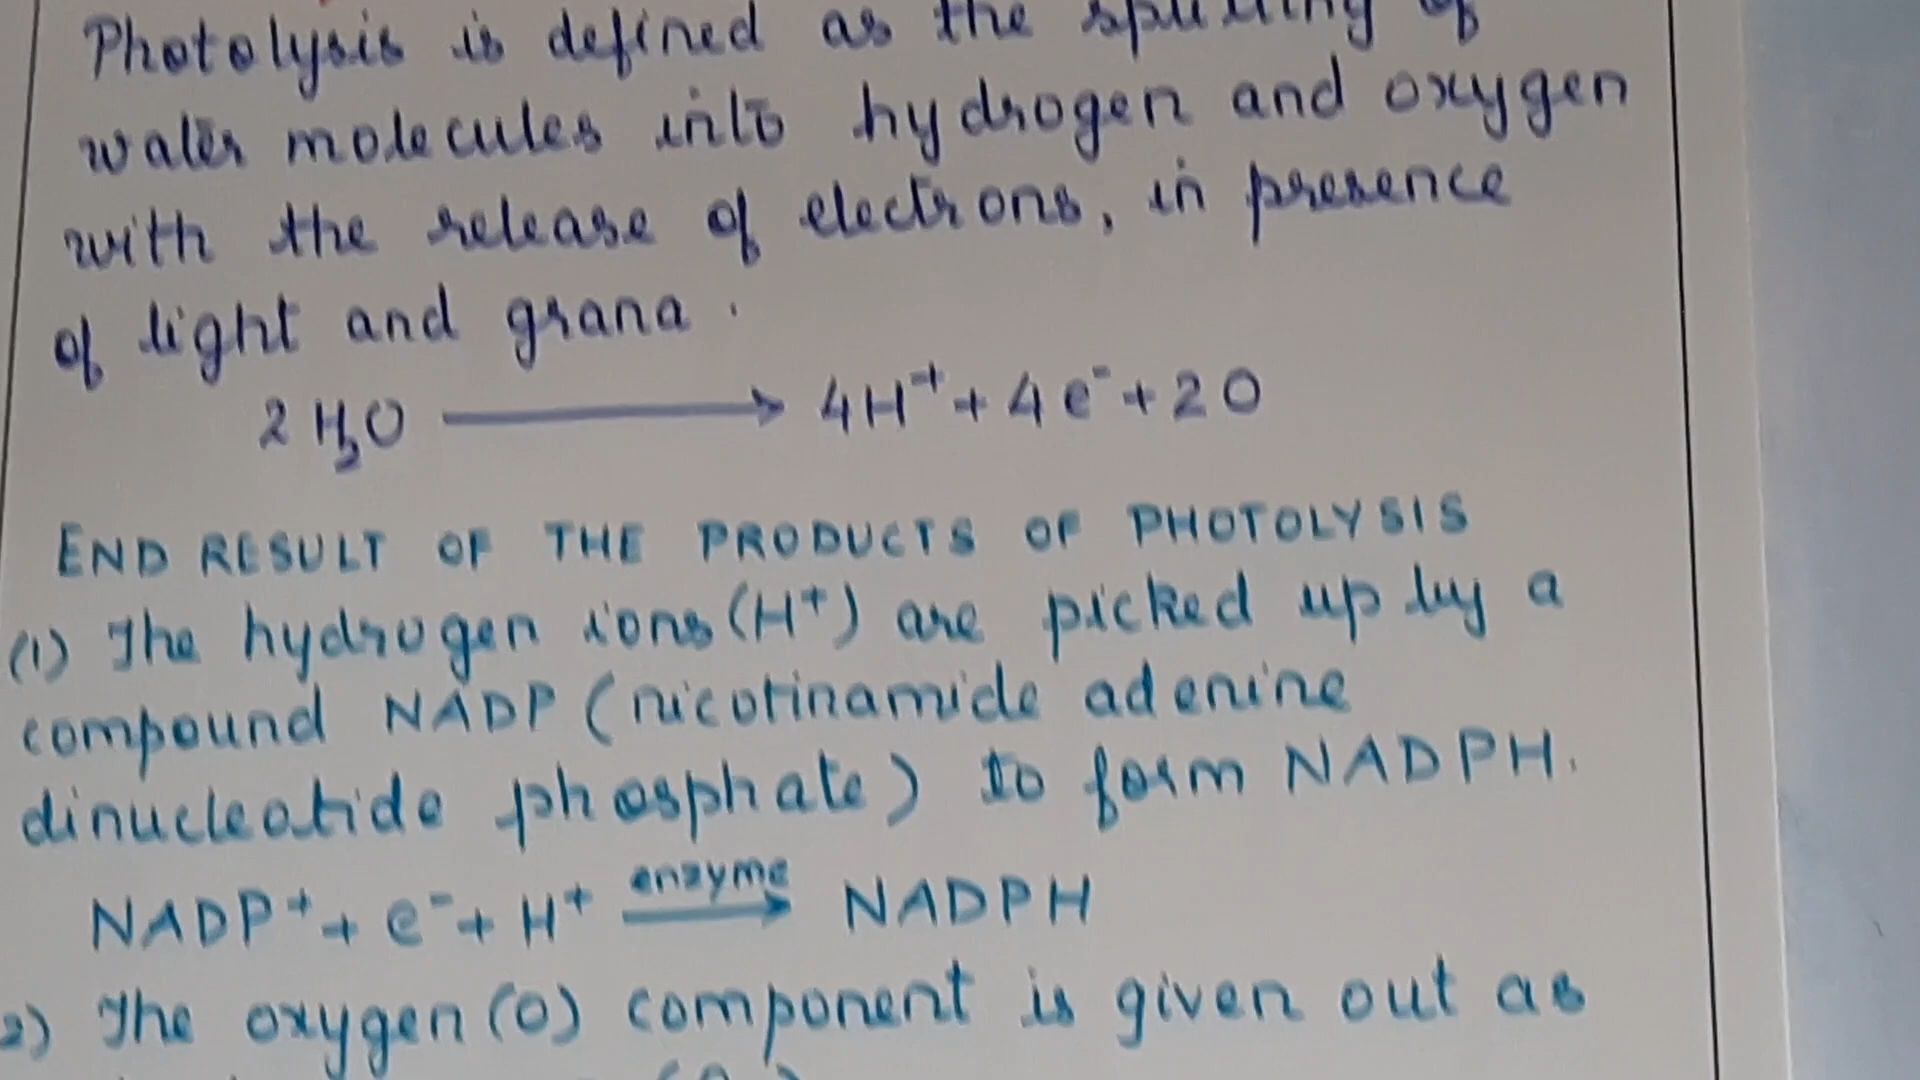 Photolysis is defined as the splitting of
water molecules into hydrogen and oxygen
with the release of electrons, in presence
of light and grana.
2 H₂O ⟶ 4H⁺ + 4e⁻ + 2O
END RESULT OF THE PRODUCTS OF PHOTOLYSIS
(1) The hydrogen ions (H⁺) are picked up by a
compound NADP (nicotinamide adenine
dinucleotide phosphate) to form NADPH.
enzyme
NADP⁺ + e⁻ + H⁺ ⟶ NADPH
2) The oxygen (O) component is given out as